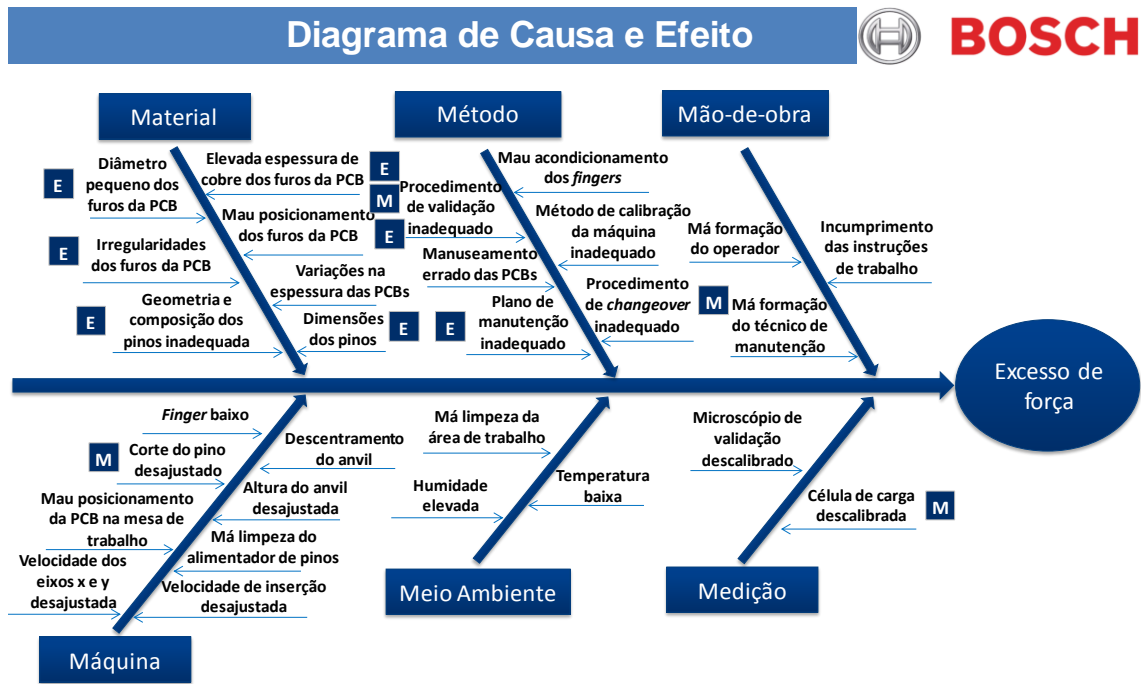 Diagrama de Causa e Efeito
BOSCH
Material
Método
Mão-de-obra
E
Diâmetro
pequeno dos
furos da PCB
Elevada espessura de
cobre dos furos da PCB
E
E
Irregularidades
dos furos da PCB
Mau posicionamento
dos furos da PCB
E
Variações na
espessura das PCBs
E
Geometria e
composição dos
pinos inadequada
Dimensões
dos pinos
E
Mau acondicionamento
dos fingers
M
Procedimento
de validação
inadequado
Método de calibração
da máquina
inadequado
Manuseamento
errado das PCBs
Procedimento
de changeover
inadequado
E
Plano de
manutenção
inadequado
Má formação
do operador
Incumprimento
das instruções
de trabalho
M
Má formação
do técnico de
manutenção
Excesso de
força
Finger baixo
Descentramento
do anvil
M
Corte do pino
desajustado
Altura do anvil
desajustada
Mau posicionamento
da PCB na mesa de
trabalho
Má limpeza do
alimentador de pinos
Velocidade dos
eixos x e y
desajustada
Velocidade de inserção
desajustada
Má limpeza da
área de trabalho
Humidade
elevada
Temperatura
baixa
Microscópio de
validação
descalibrado
Célula de carga
descalibrada
M
Máquina
Meio Ambiente
Medição